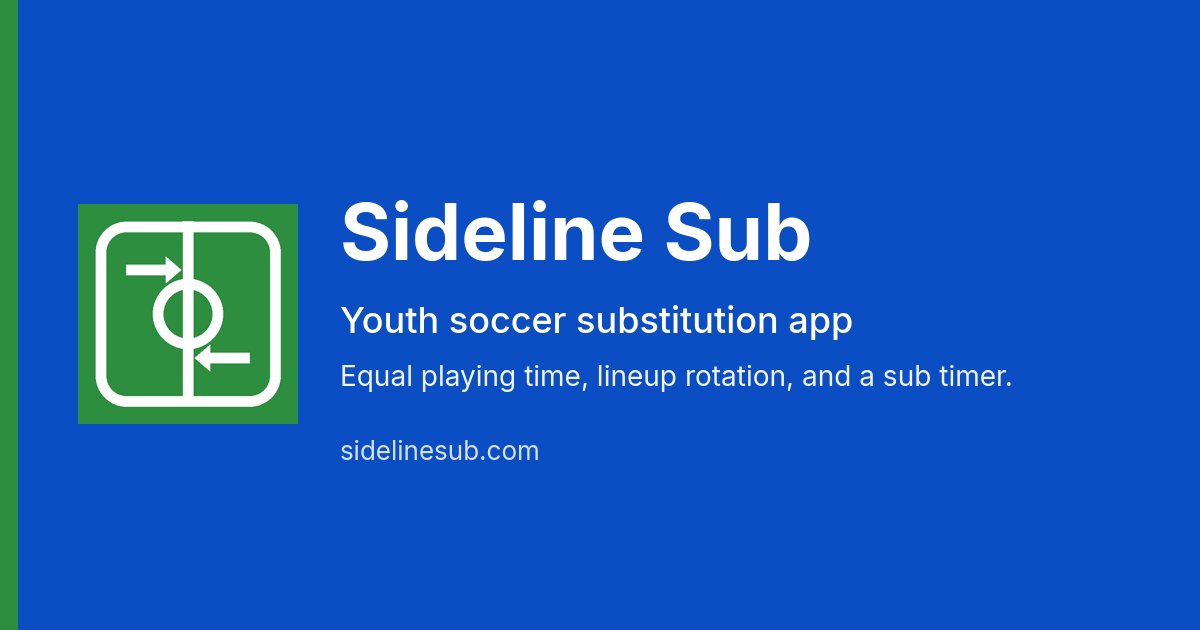 Sideline Sub
Youth soccer substitution app
Equal playing time, lineup rotation, and a sub timer.
sidelinesub.com